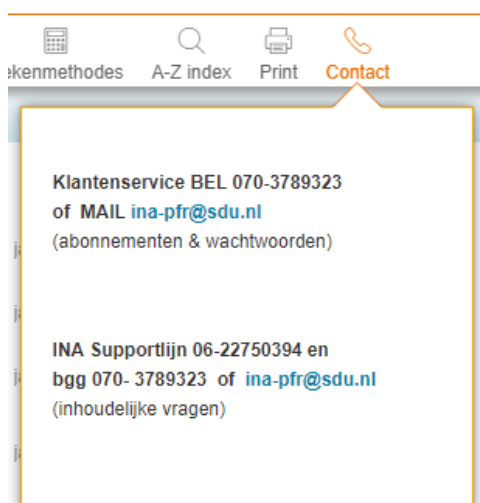 ekenmethodes A-Z index Print Contact
Klantenservice BEL 070-3789323
of MAIL ina-pfr@sdu.nl
(abonnementen & wachtwoorden)
INA Supportlijn 06-22750394 en
bgg 070- 3789323 of ina-pfr@sdu.nl
(inhoudelijke vragen)